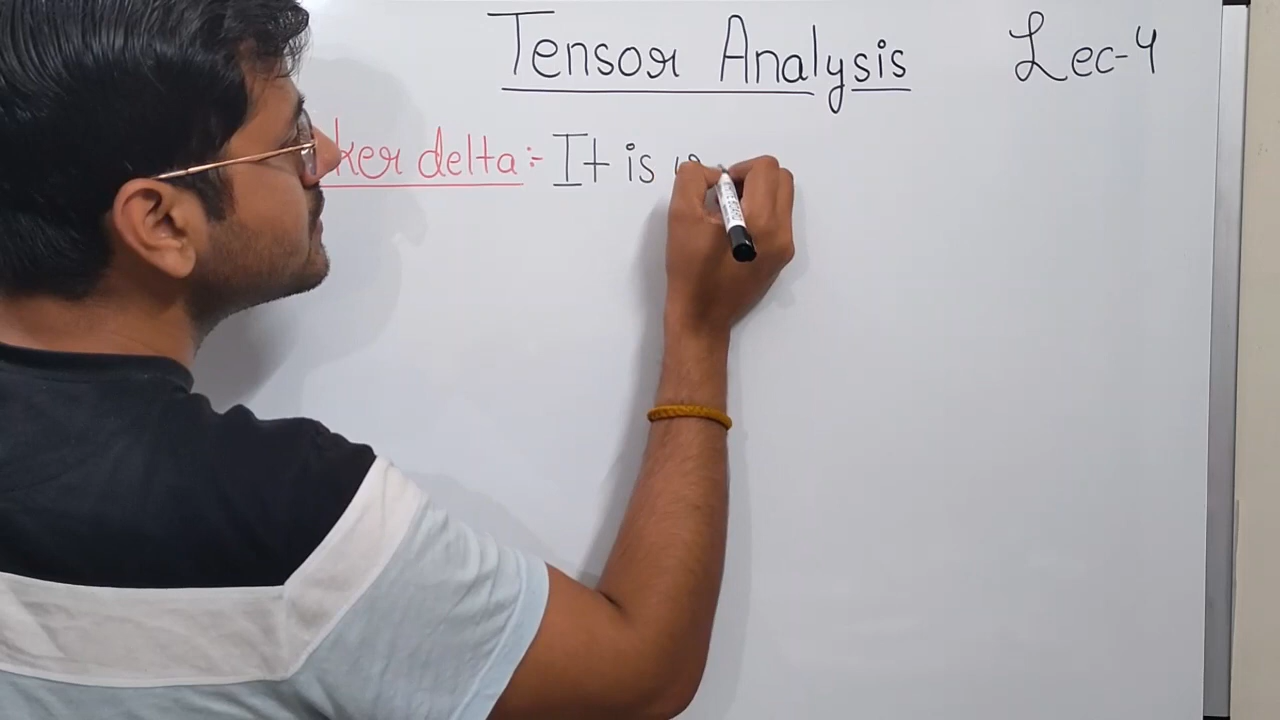 Tensor Analysis Lec-4
ker delta:- It is